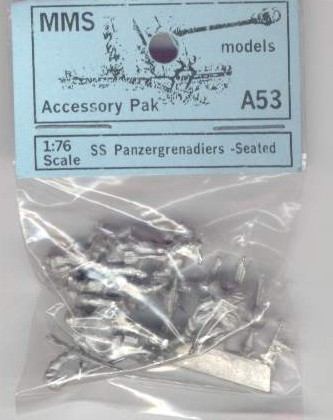 MMS
models
Accessory Pak A53
1:76 Scale SS Panzergrenadiers -Seated